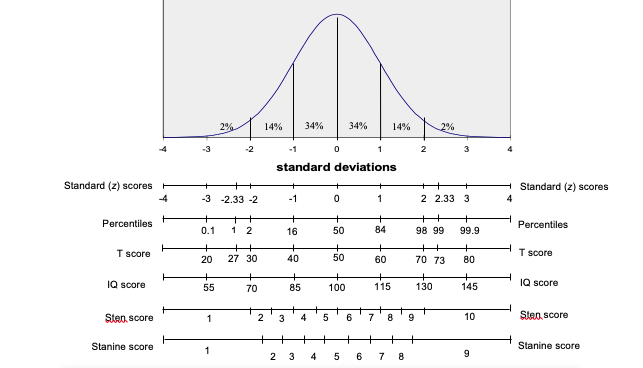 2% 14% 34% 34% 14% 2%
-4 -3 -2 -1 0 1 2 3 4
standard deviations
Standard (z) scores -4 -3 -2.33 -2 -1 0 1 2 2.33 3 4 Standard (z) scores
Percentiles 0.1 1 2 16 50 84 98 99 99.9 Percentiles
T score 20 27 30 40 50 60 70 73 80 T score
IQ score 55 70 85 100 115 130 145 IQ score
Sten score 1 2 3 4 5 6 7 8 9 10 Sten score
Stanine score 1 2 3 4 5 6 7 8 9 Stanine score